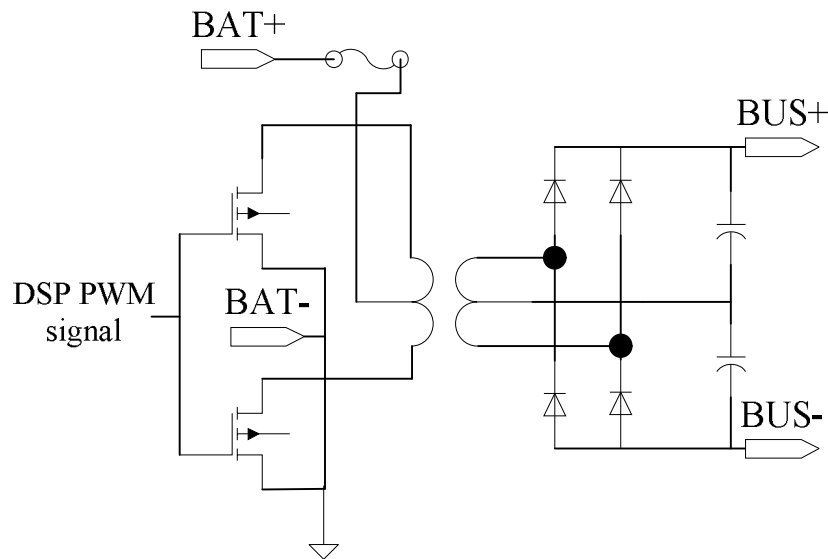 BAT+
BUS+
DSP PWM
signal
BAT-
BUS-